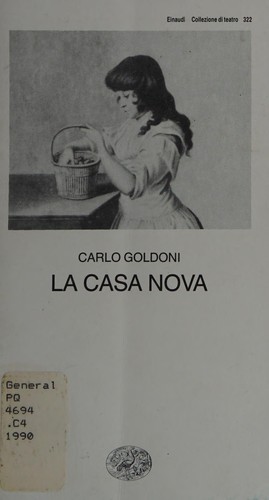 Einaudi Collezione di teatro 322
CARLO GOLDONI
LA CASA NOVA
General
PQ
4694
.C4
1990